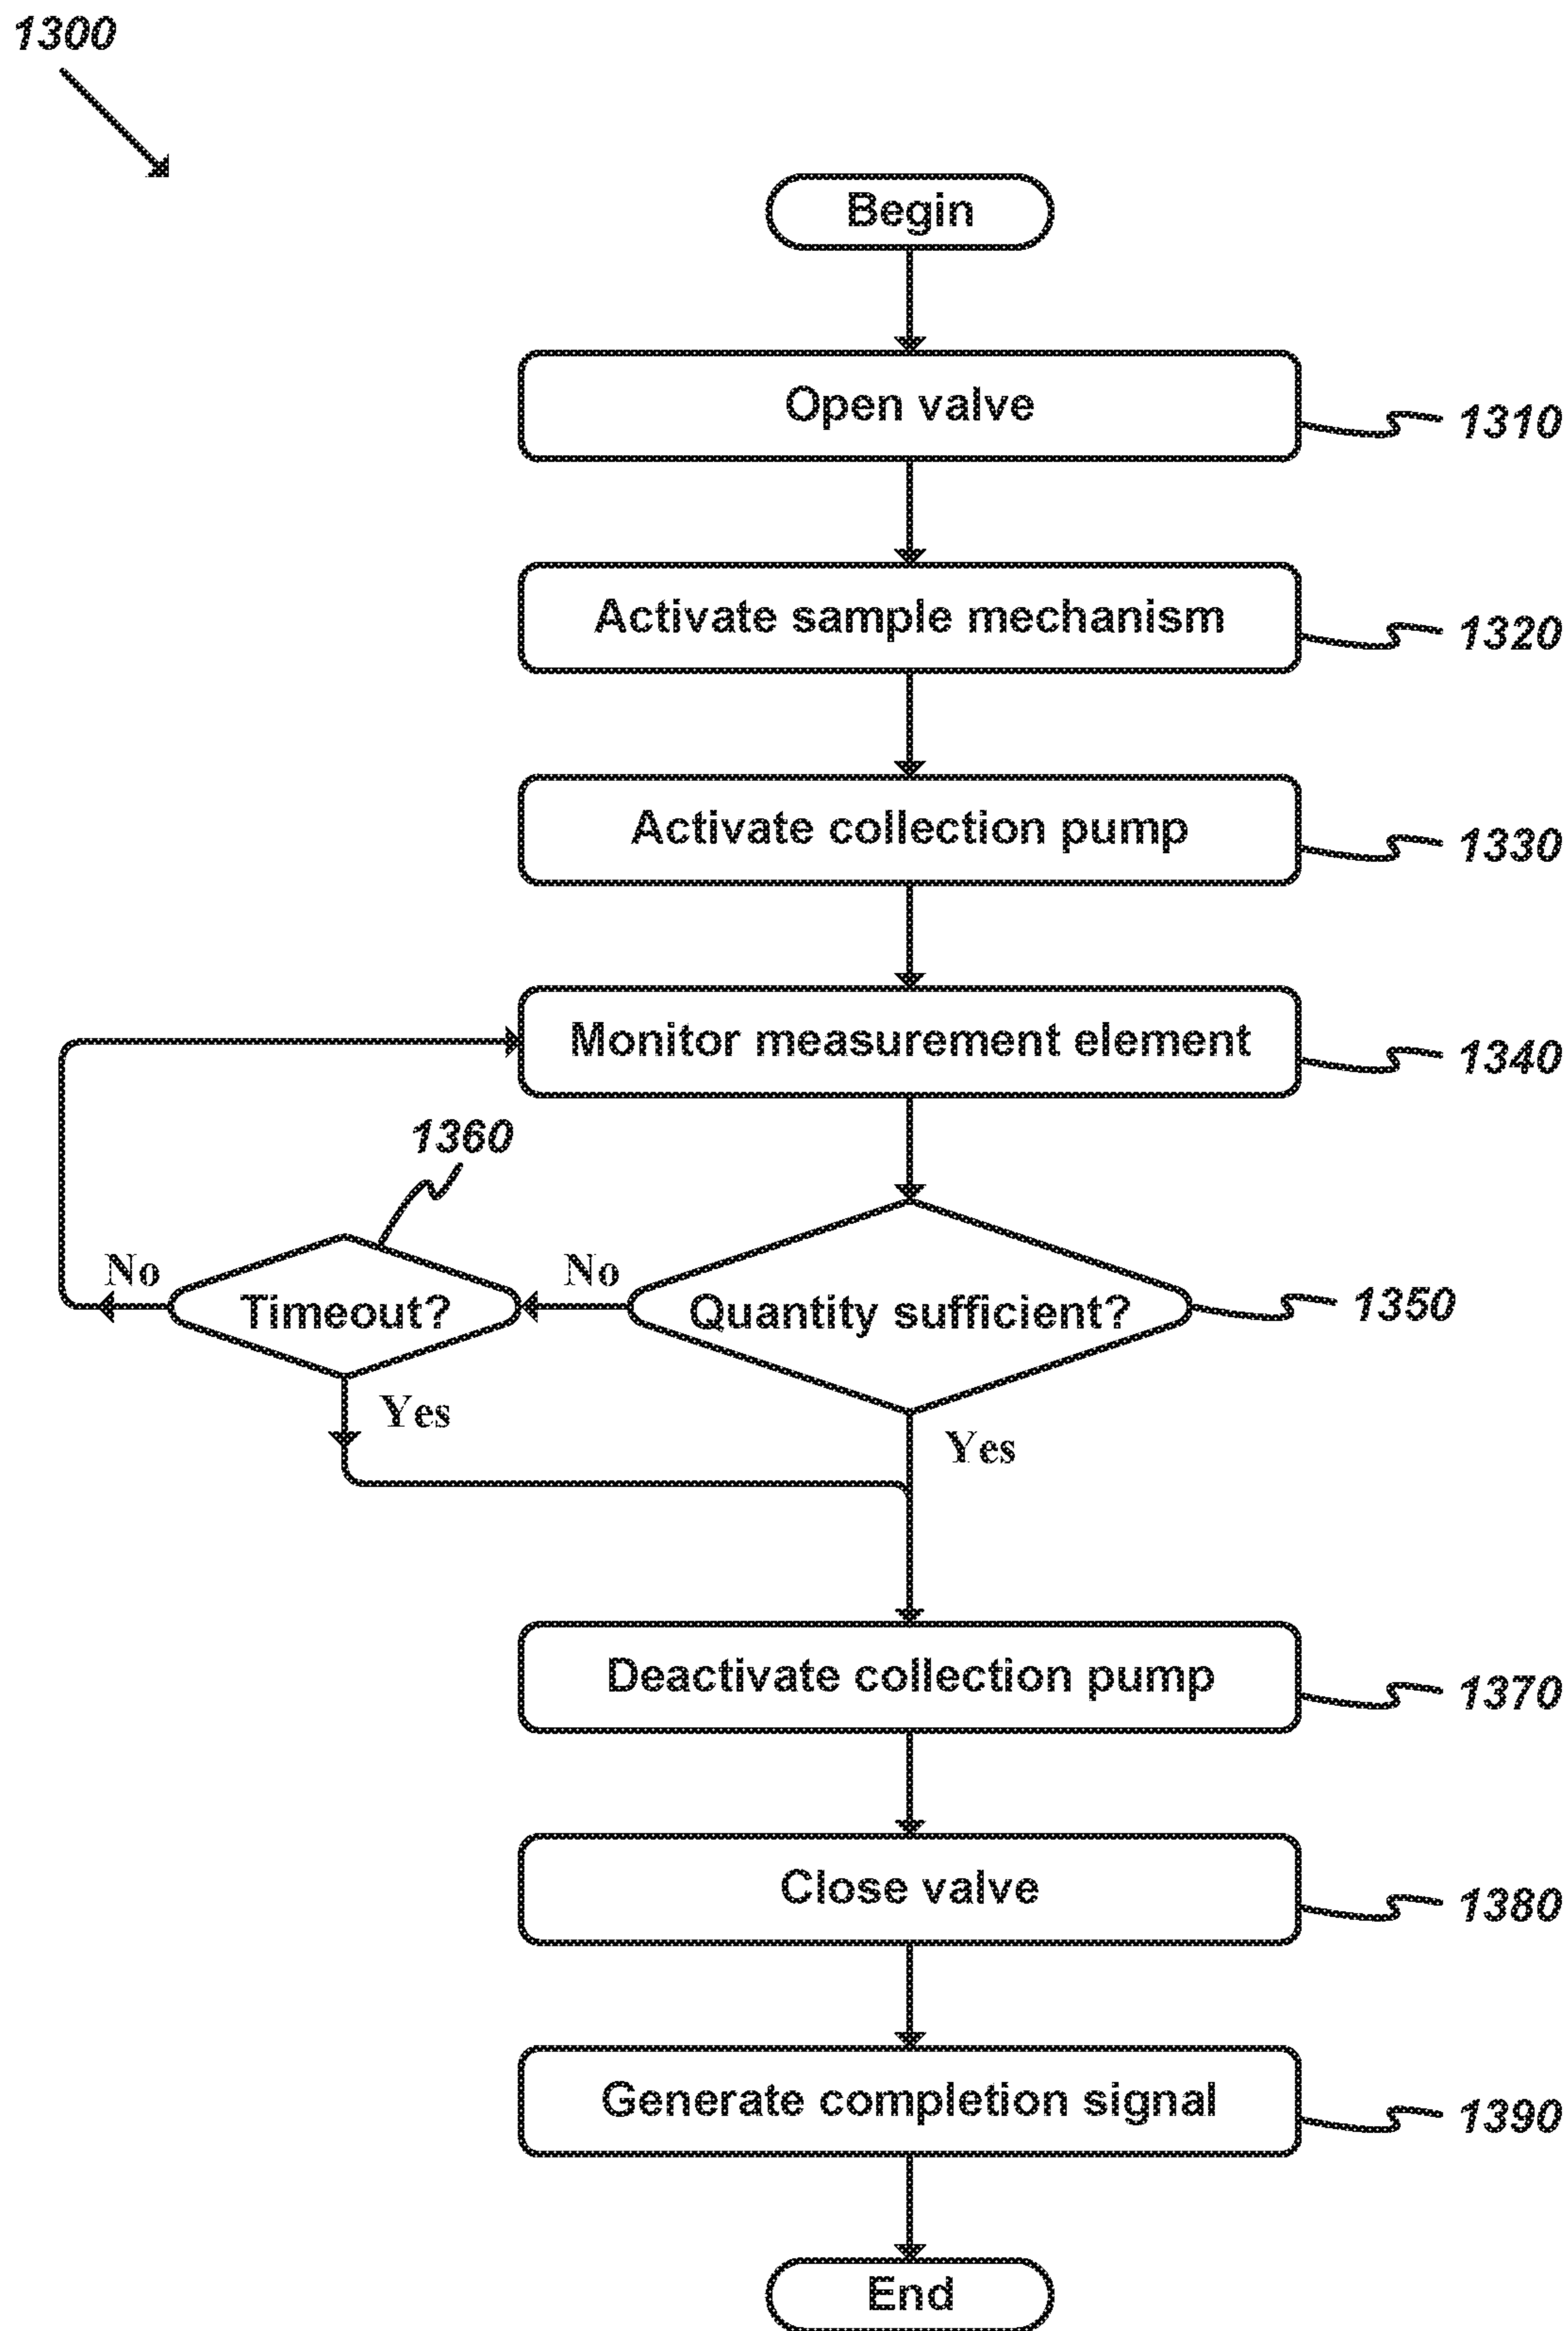 1300
Begin
Open valve
1310
Activate sample mechanism
1320
Activate collection pump
1330
Monitor measurement element
1340
1360
No
Timeout?
No
Quantity sufficient?
1350
Yes
Yes
Deactivate collection pump
1370
Close valve
1380
Generate completion signal
1390
End